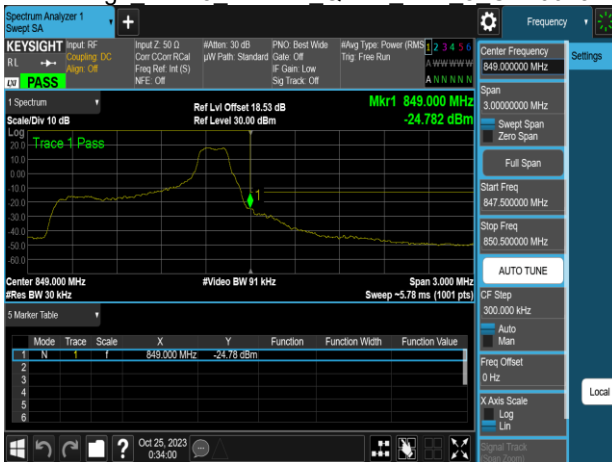 Spectrum Analyzer 1
Swept SA
Frequency
KEYSIGHT
Input: RF
Coupling: DC
Align: Off
Input Z: 50 Ω
Corr CCorr RCal
Freq Ref: Int (S)
NFE: Off
#Atten: 30 dB
µW Path: Standard
PNO: Best Wide
Gate: Off
IF Gain: Low
Sig Track: Off
#Avg Type: Power (RMS
Trig: Free Run
1 2 3 4 5 6
A W W W W W
A N N N N N
RL
LXI
PASS
1 Spectrum
Scale/Div 10 dB
Ref Lvl Offset 18.53 dB
Ref Level 30.00 dBm
Mkr1 849.000 MHz
-24.782 dBm
Log
Trace 1 Pass
20.0
10.0
0.00
-10.0
-20.0
-30.0
-40.0
-50.0
-60.0
1
Center 849.000 MHz
#Res BW 30 kHz
#Video BW 91 kHz
Span 3.000 MHz
Sweep ~5.78 ms (1001 pts)
5 Marker Table
Mode Trace Scale X Y Function Function Width Function Value
1 N 1 f 849.000 MHz -24.78 dBm
2
3
4
5
6
Oct 25, 2023
0:34:00
Center Frequency
849.000000 MHz
Settings
Span
3.00000000 MHz
Swept Span
Zero Span
Full Span
Start Freq
847.500000 MHz
Stop Freq
850.500000 MHz
AUTO TUNE
CF Step
300.000 kHz
Auto
Man
Freq Offset
0 Hz
X Axis Scale
Log
Lin
Local
Signal Track
(Span Zoom)